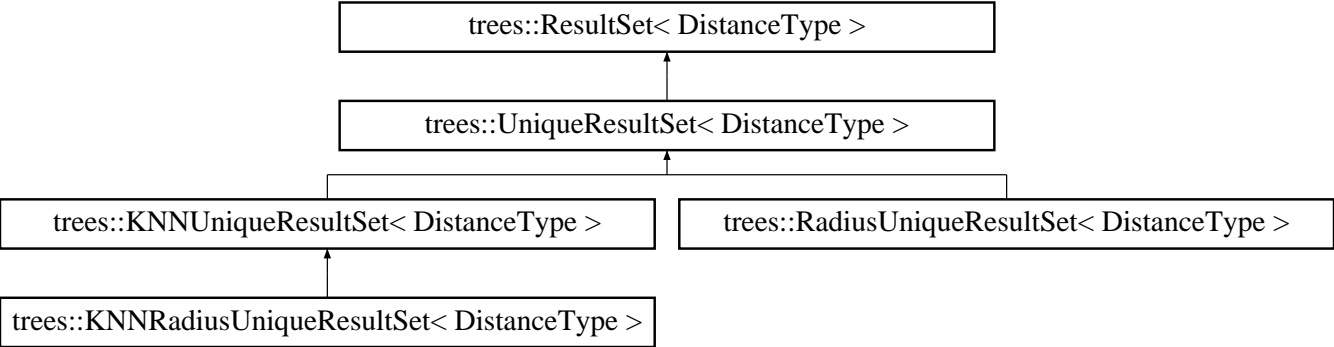 trees::ResultSet< DistanceType >
trees::UniqueResultSet< DistanceType >
trees::KNNUniqueResultSet< DistanceType >
trees::RadiusUniqueResultSet< DistanceType >
trees::KNNRadiusUniqueResultSet< DistanceType >